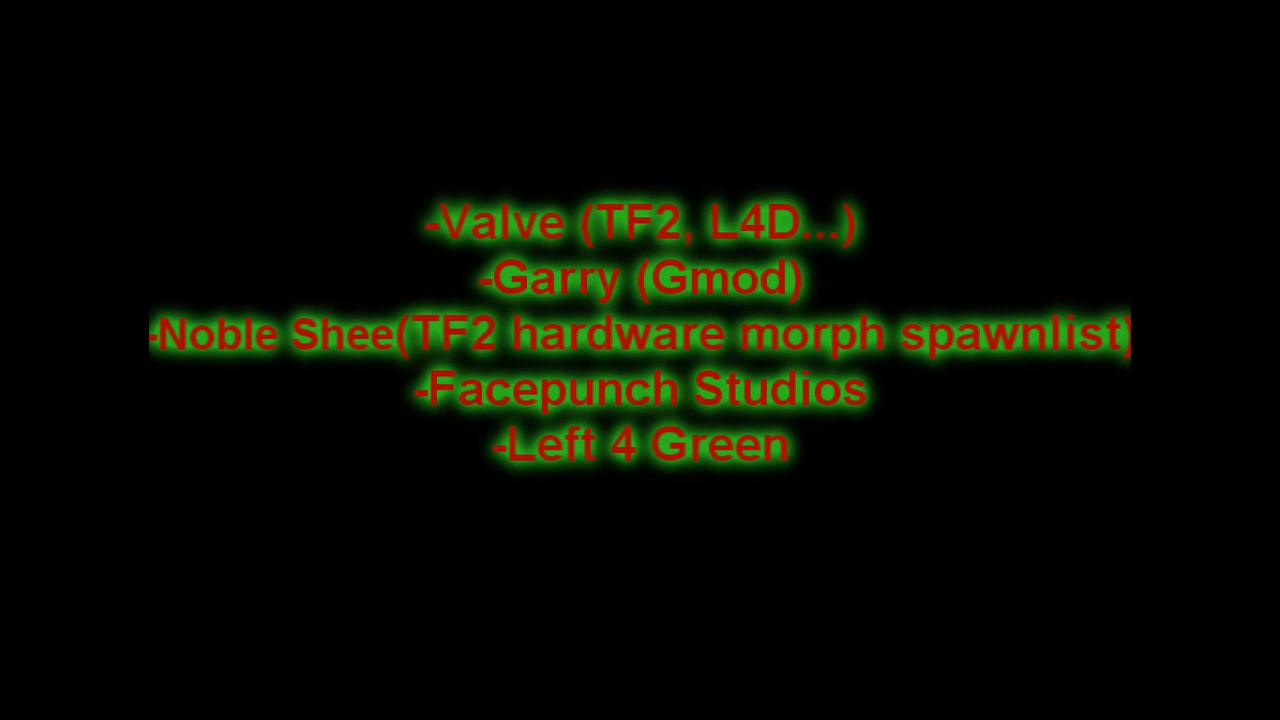 -Valve (TF2, L4D...)
-Garry (Gmod)
-Noble Shee(TF2 hardware morph spawnlist)
-Facepunch Studios
-Left 4 Green